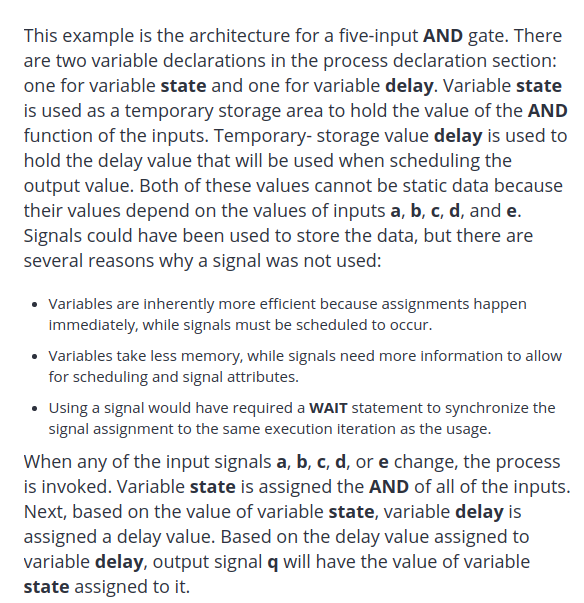 This example is the architecture for a five-input AND gate. There
are two variable declarations in the process declaration section:
one for variable state and one for variable delay. Variable state
is used as a temporary storage area to hold the value of the AND
function of the inputs. Temporary- storage value delay is used to
hold the delay value that will be used when scheduling the
output value. Both of these values cannot be static data because
their values depend on the values of inputs a, b, c, d, and e.
Signals could have been used to store the data, but there are
several reasons why a signal was not used:
• Variables are inherently more efficient because assignments happen
immediately, while signals must be scheduled to occur.
• Variables take less memory, while signals need more information to allow
for scheduling and signal attributes.
• Using a signal would have required a WAIT statement to synchronize the
signal assignment to the same execution iteration as the usage.
When any of the input signals a, b, c, d, or e change, the process
is invoked. Variable state is assigned the AND of all of the inputs.
Next, based on the value of variable state, variable delay is
assigned a delay value. Based on the delay value assigned to
variable delay, output signal q will have the value of variable
state assigned to it.